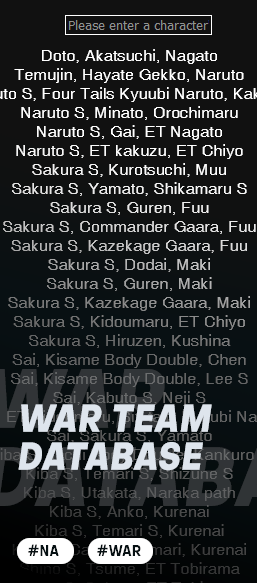 Please enter a character
Doto, Akatsuchi, Nagato
Temujin, Hayate Gekko, Naruto
uto S, Four Tails Kyuubi Naruto, Kak
Naruto S, Minato, Orochimaru
Naruto S, Gai, ET Nagato
Naruto S, ET kakuzu, ET Chiyo
Sakura S, Kurotsuchi, Muu
Sakura S, Yamato, Shikamaru S
Sakura S, Guren, Fuu
Sakura S, Commander Gaara, Fuu
Sakura S, Kazekage Gaara, Fuu
Sakura S, Dodai, Maki
Sakura S, Guren, Maki
Sakura S, Kazekage Gaara, Maki
Sakura S, Kidoumaru, ET Chiyo
Sakura S, Hiruzen, Kushina
Sai, Kisame Body Double, Chen
Sai, Kisame Body Double, Lee S
Sai, Kabuto S, Neji S
WAR TEAM
Sai, Sakura S, Yamato
DATABASE
Kiba S, Temari S, Shizune S
Kiba S, Utakata, Naraka path
Kiba S, Anko, Kurenai
Kiba S, Temari S, Kurenai
#NA
#WAR
Kurenai
Shino S, Tsume, ET Tobirama